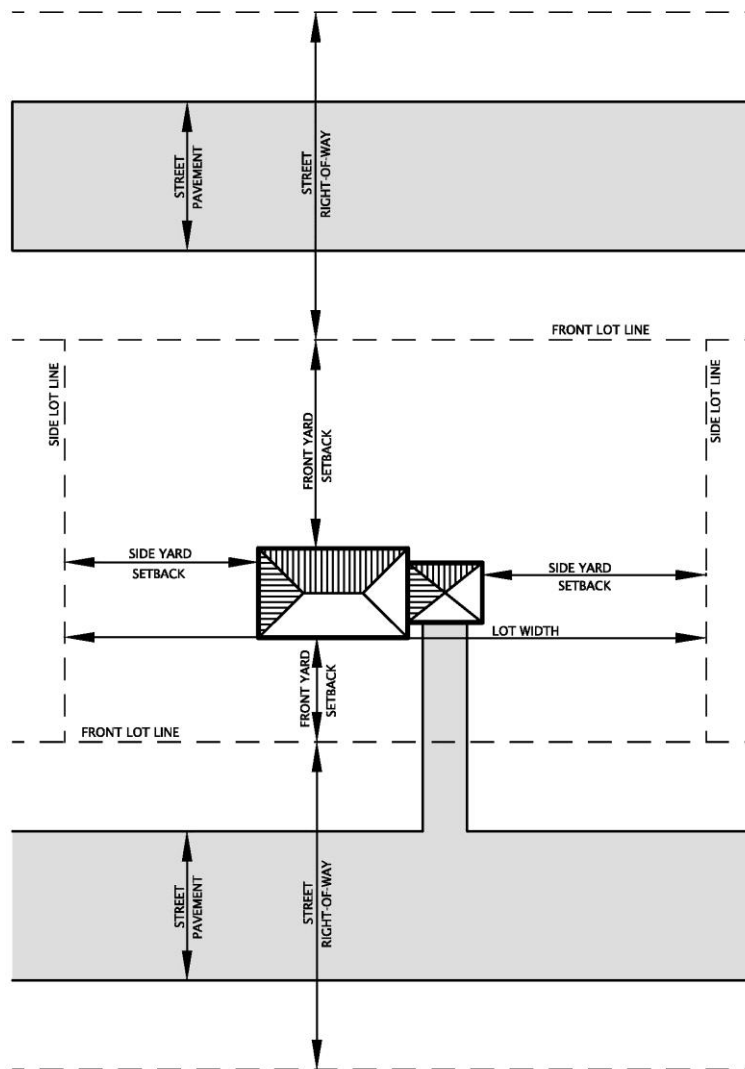 STREET
PAVEMENT
STREET
RIGHT-OF-WAY
FRONT LOT LINE
SIDE LOT LINE
SIDE LOT LINE
FRONT YARD
SETBACK
SIDE YARD
SETBACK
SIDE YARD
SETBACK
LOT WIDTH
FRONT YARD
SETBACK
FRONT LOT LINE
STREET
PAVEMENT
STREET
RIGHT-OF-WAY